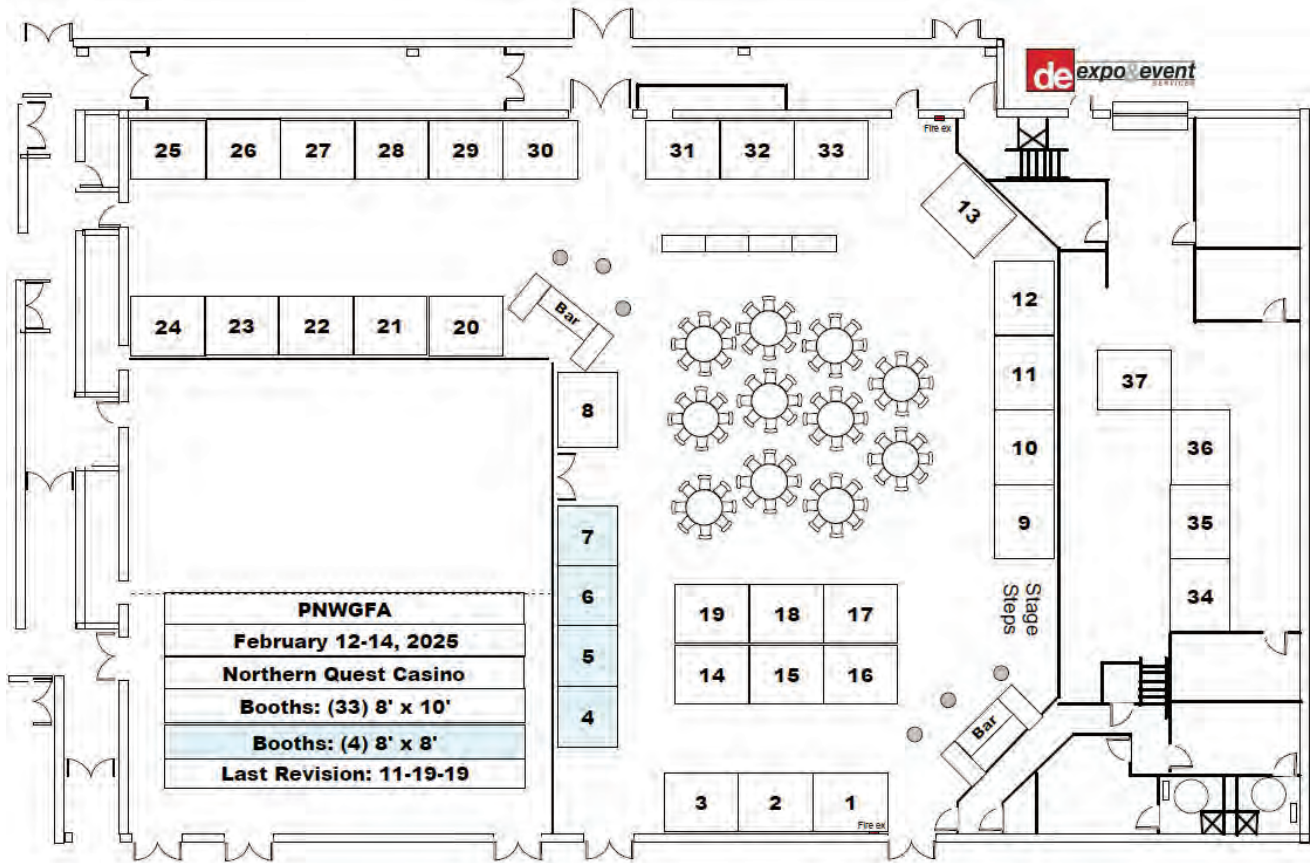 de expo&event
SERVICES
Fire ex
25 26 27 28 29 30 31 32 33
13
12
24 23 22 21 20 Bar
11
37
8
10
36
9
35
7
34
6
19 18 17
Stage
Steps
5
14 15 16
4
Bar
PNWGFA
February 12-14, 2025
Northern Quest Casino
Booths: (33) 8' x 10'
Booths: (4) 8' x 8'
Last Revision: 11-19-19
3 2 1
Fire ex